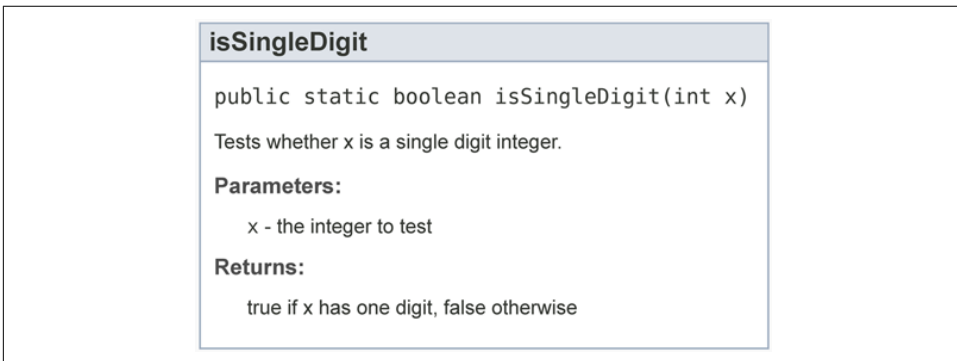 isSingleDigit
public static boolean isSingleDigit(int x)
Tests whether x is a single digit integer.
Parameters:
x - the integer to test
Returns:
true if x has one digit, false otherwise